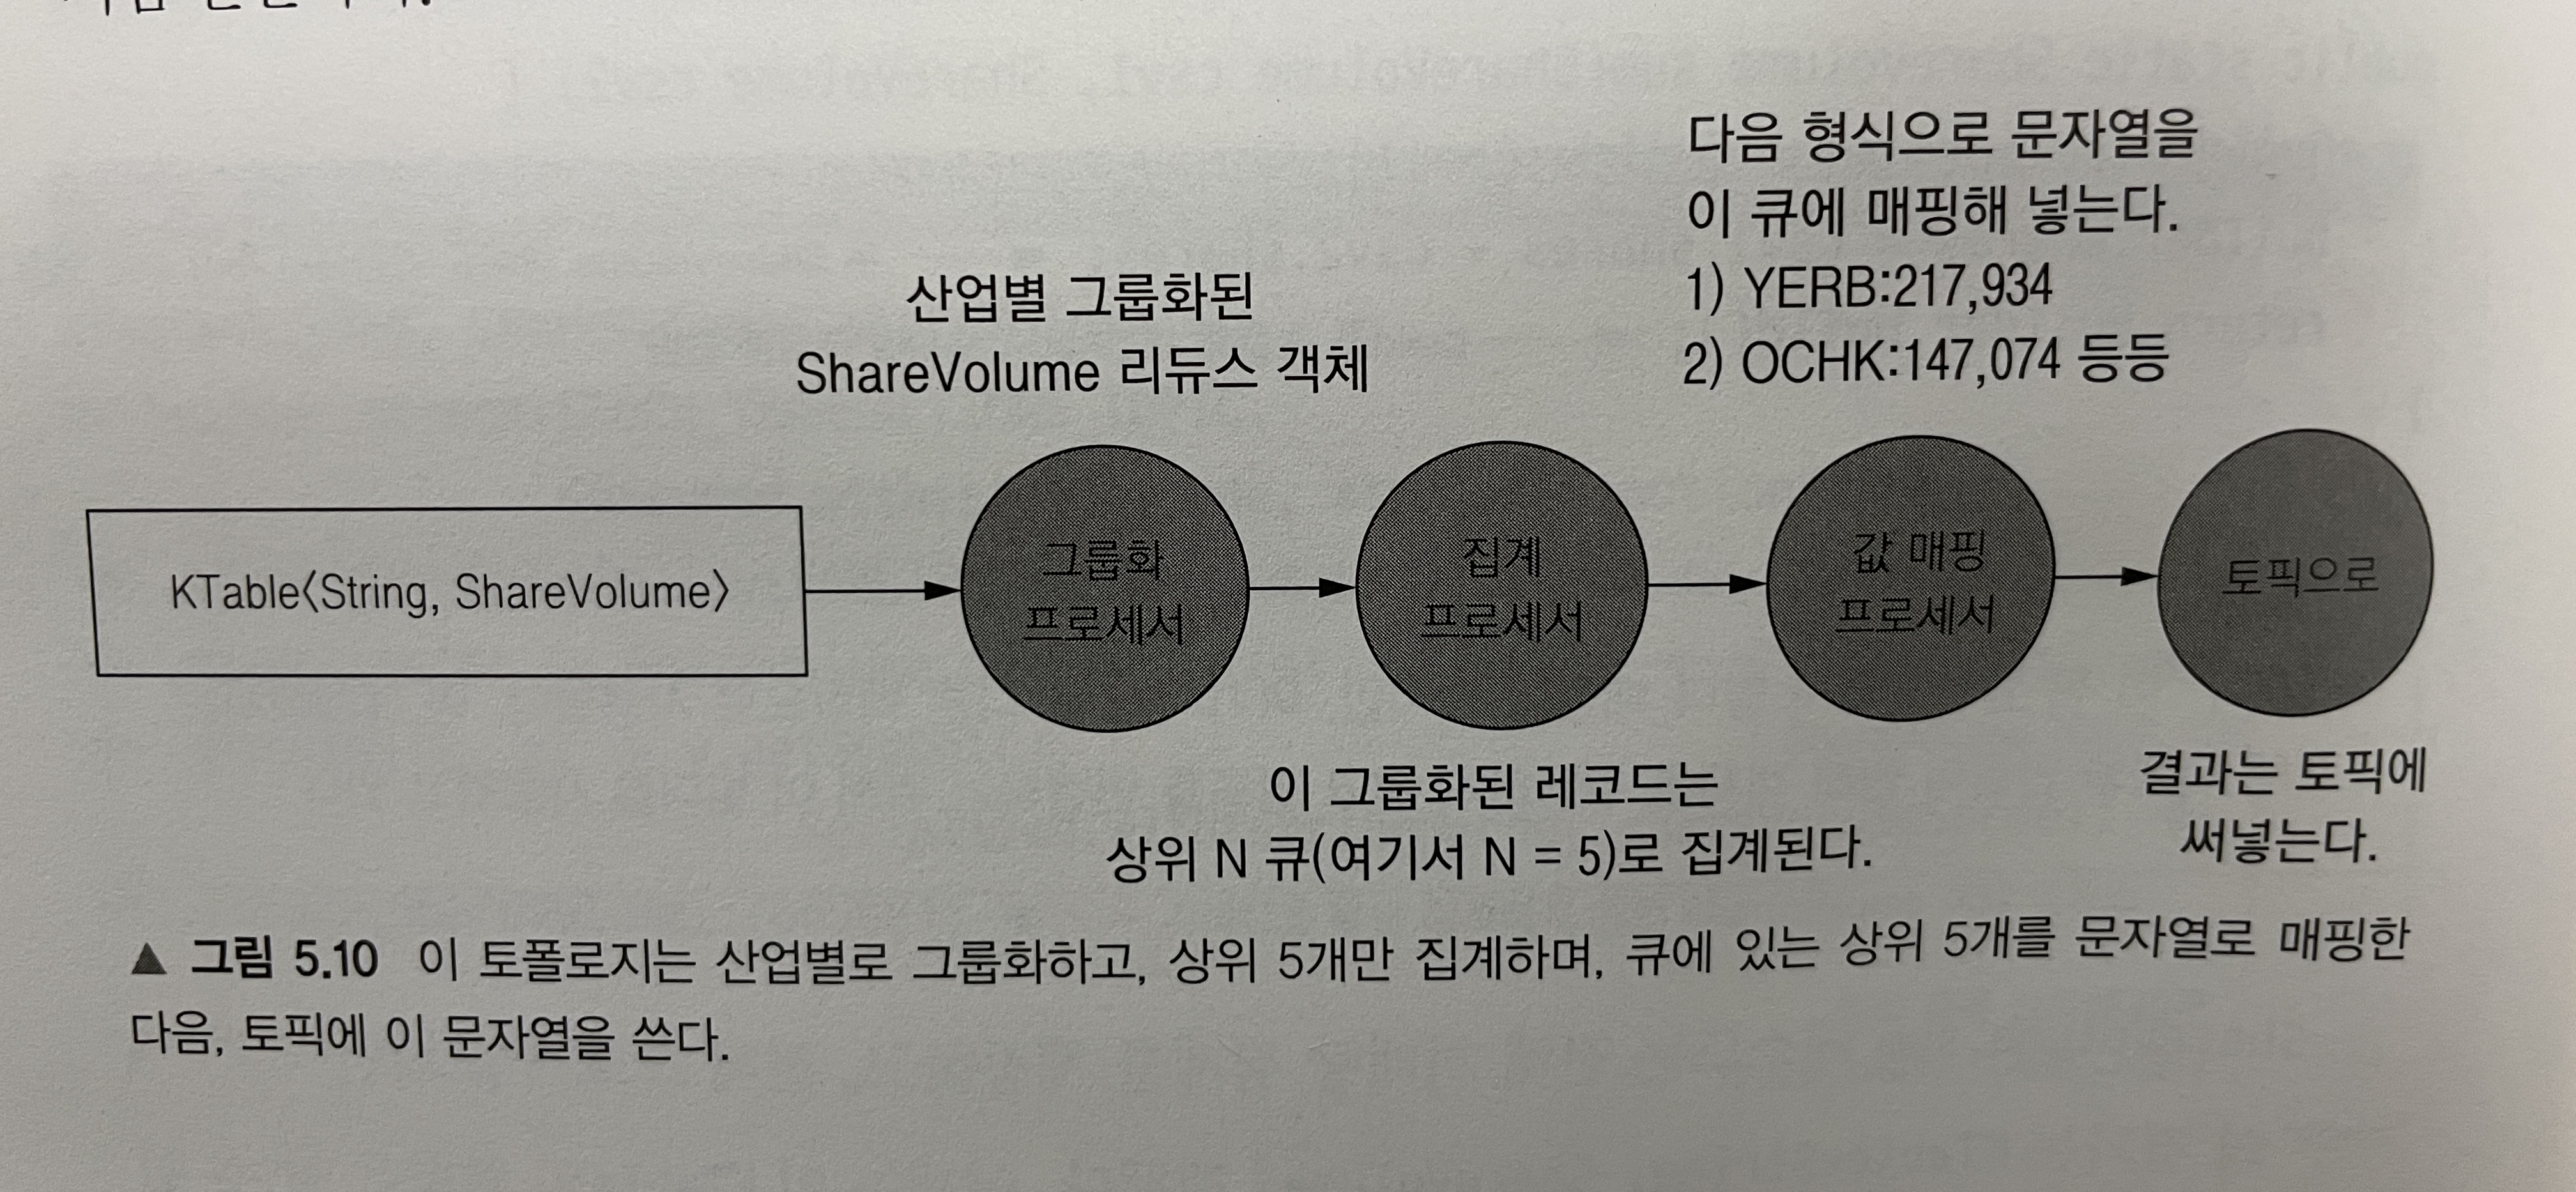 다음 형식으로 문자열을
이 큐에 매핑해 넣는다.
1) YERB:217,934
2) OCHK:147,074 등등
산업별 그룹화된
ShareVolume 리듀스 객체
KTable<String, ShareVolume>
그룹화
프로세서
집계
프로세서
값 매핑
프로세서
토픽으로
이 그룹화된 레코드는
상위 N 큐(여기서 N = 5)로 집계된다.
결과는 토픽에
써넣는다.
▲ 그림 5.10 이 토폴로지는 산업별로 그룹화하고, 상위 5개만 집계하며, 큐에 있는 상위 5개를 문자열로 매핑한
다음, 토픽에 이 문자열을 쓴다.